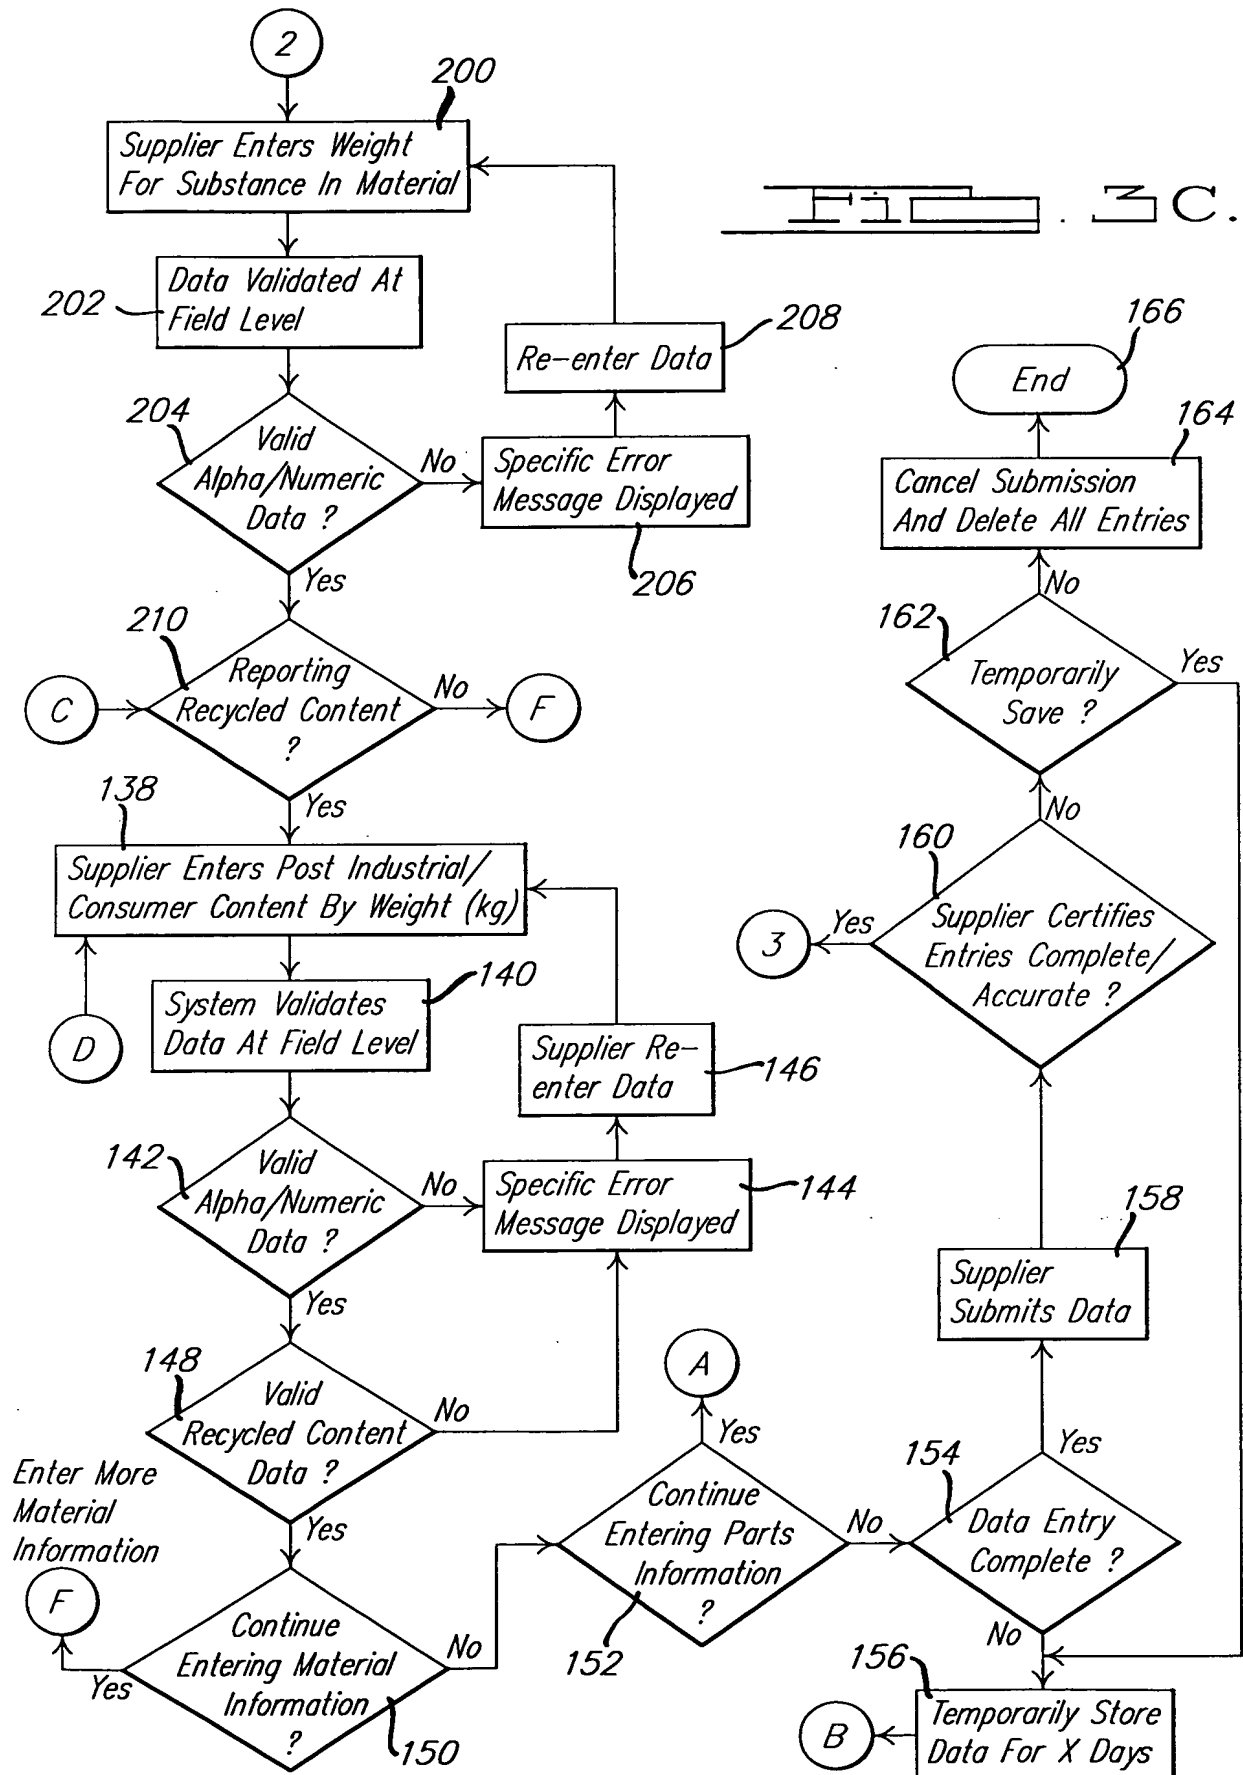 2
200
Supplier Enters Weight
For Substance In Material
Fig. 3C.
202
Data Validated At
Field Level
208
Re-enter Data
166
End
204
Valid
Alpha/Numeric
Data ?
No
Specific Error
Message Displayed
206
164
Cancel Submission
And Delete All Entries
Yes
No
210
Reporting
Recycled Content
?
C
No
F
162
Temporarily
Save ?
Yes
138
Yes
No
Supplier Enters Post Industrial/
Consumer Content By Weight (kg)
160
Supplier Certifies
Entries Complete/
Accurate ?
Yes
3
D
140
System Validates
Data At Field Level
Supplier Re-
enter Data
146
142
Valid
Alpha/Numeric
Data ?
No
Specific Error
Message Displayed
144
158
Supplier
Submits Data
Yes
148
Valid
Recycled Content
Data ?
No
A
Yes
Yes
154
Enter More
Material
Information
Yes
Continue
Entering Parts
Information
?
152
No
Data Entry
Complete ?
F
Yes
Continue
Entering Material
Information
?
150
No
No
156
Temporarily Store
Data For X Days
B